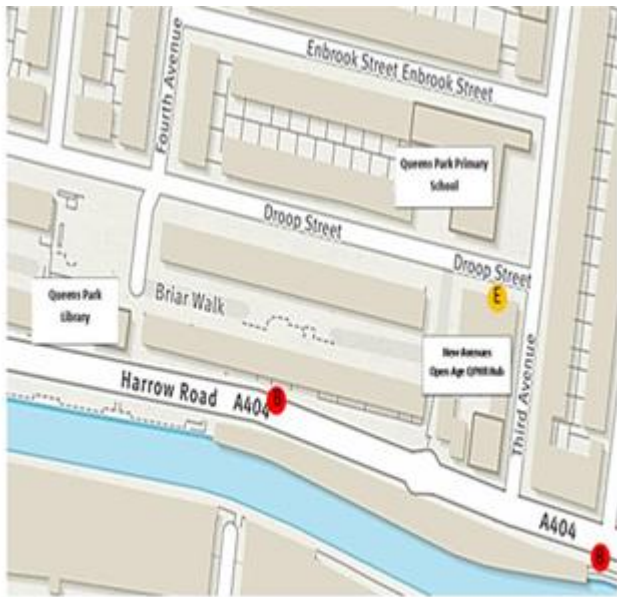 Enbrook Street Enbrook Street
Fourth Avenue
Queens Park Primary
School
Droop Street
Droop Street
E
Queens Park
Library
Briar Walk
New Avenues
Open Age
Hub
Third Avenue
Harrow Road A404
B
A404
B